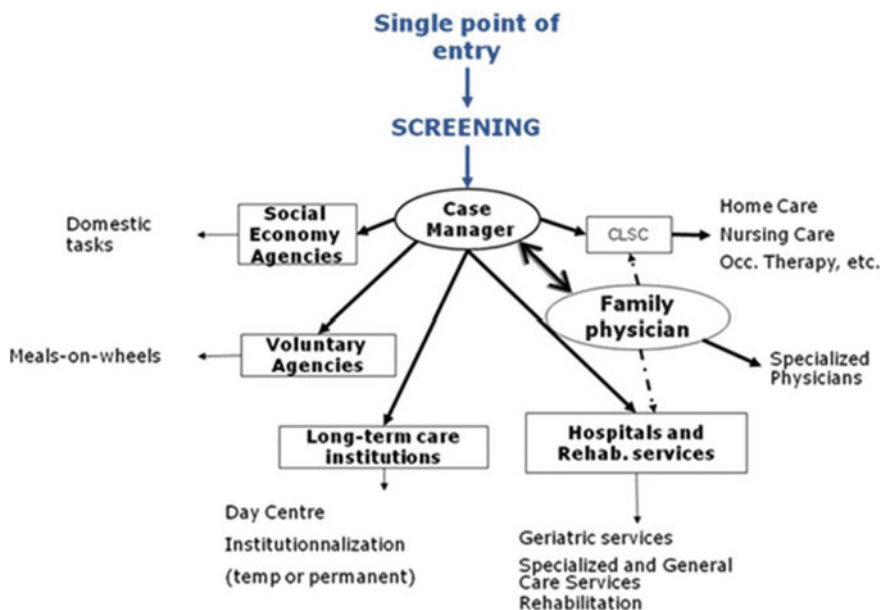 Single point of
entry
SCREENING
Case
Manager
Social
Economy
Agencies
Domestic
tasks
CLSC
Home Care
Nursing Care
Occ. Therapy, etc.
Family
physician
Voluntary
Agencies
Meals-on-wheels
Specialized
Physicians
Long-term care
institutions
Hospitals and
Rehab. services
Day Centre
Institutionnalization
(temp or permanent)
Geriatric services
Specialized and General
Care Services
Rehabilitation